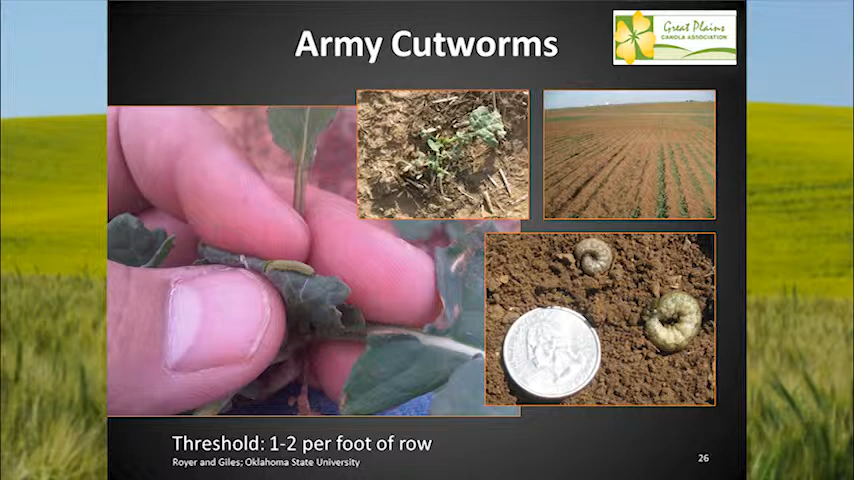 Army Cutworms
Great Plains
CANOLA ASSOCIATION
Threshold: 1-2 per foot of row
Royer and Giles; Oklahoma State University
26